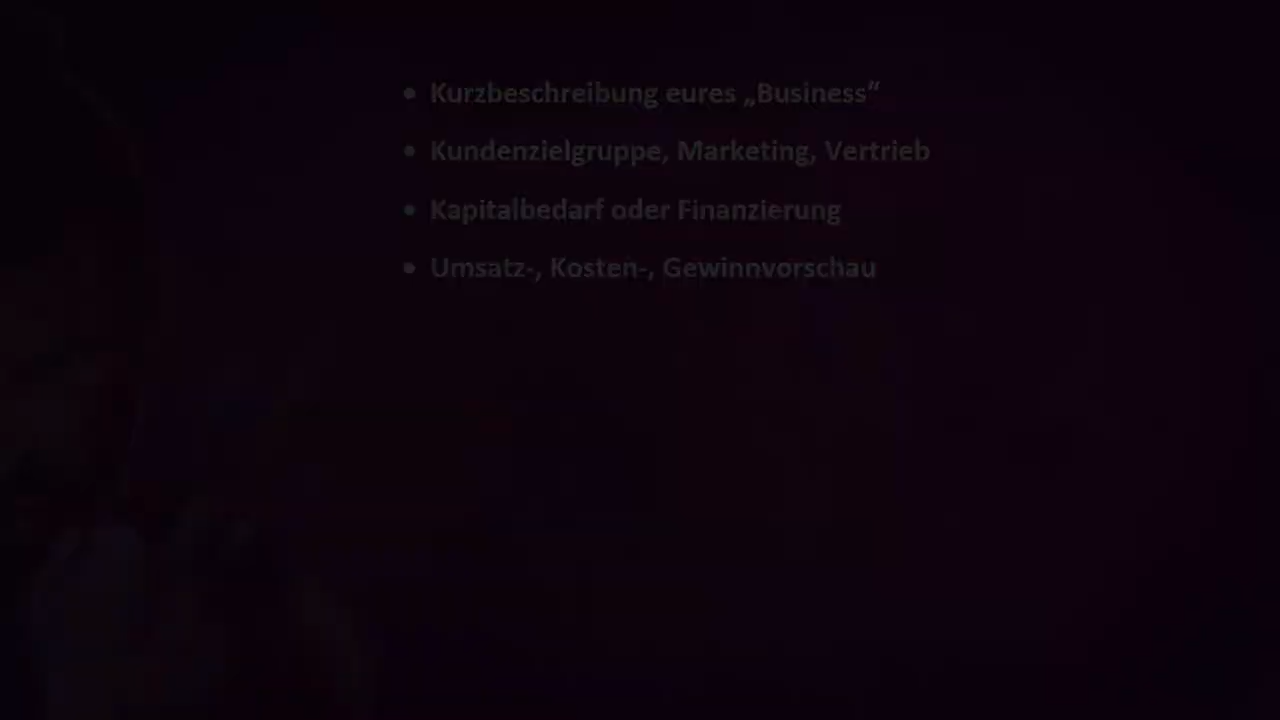 • Kurzbeschreibung eures „Business“
• Kundenzielgruppe, Marketing, Vertrieb
• Kapitalbedarf oder Finanzierung
• Umsatz-, Kosten-, Gewinnvorschau